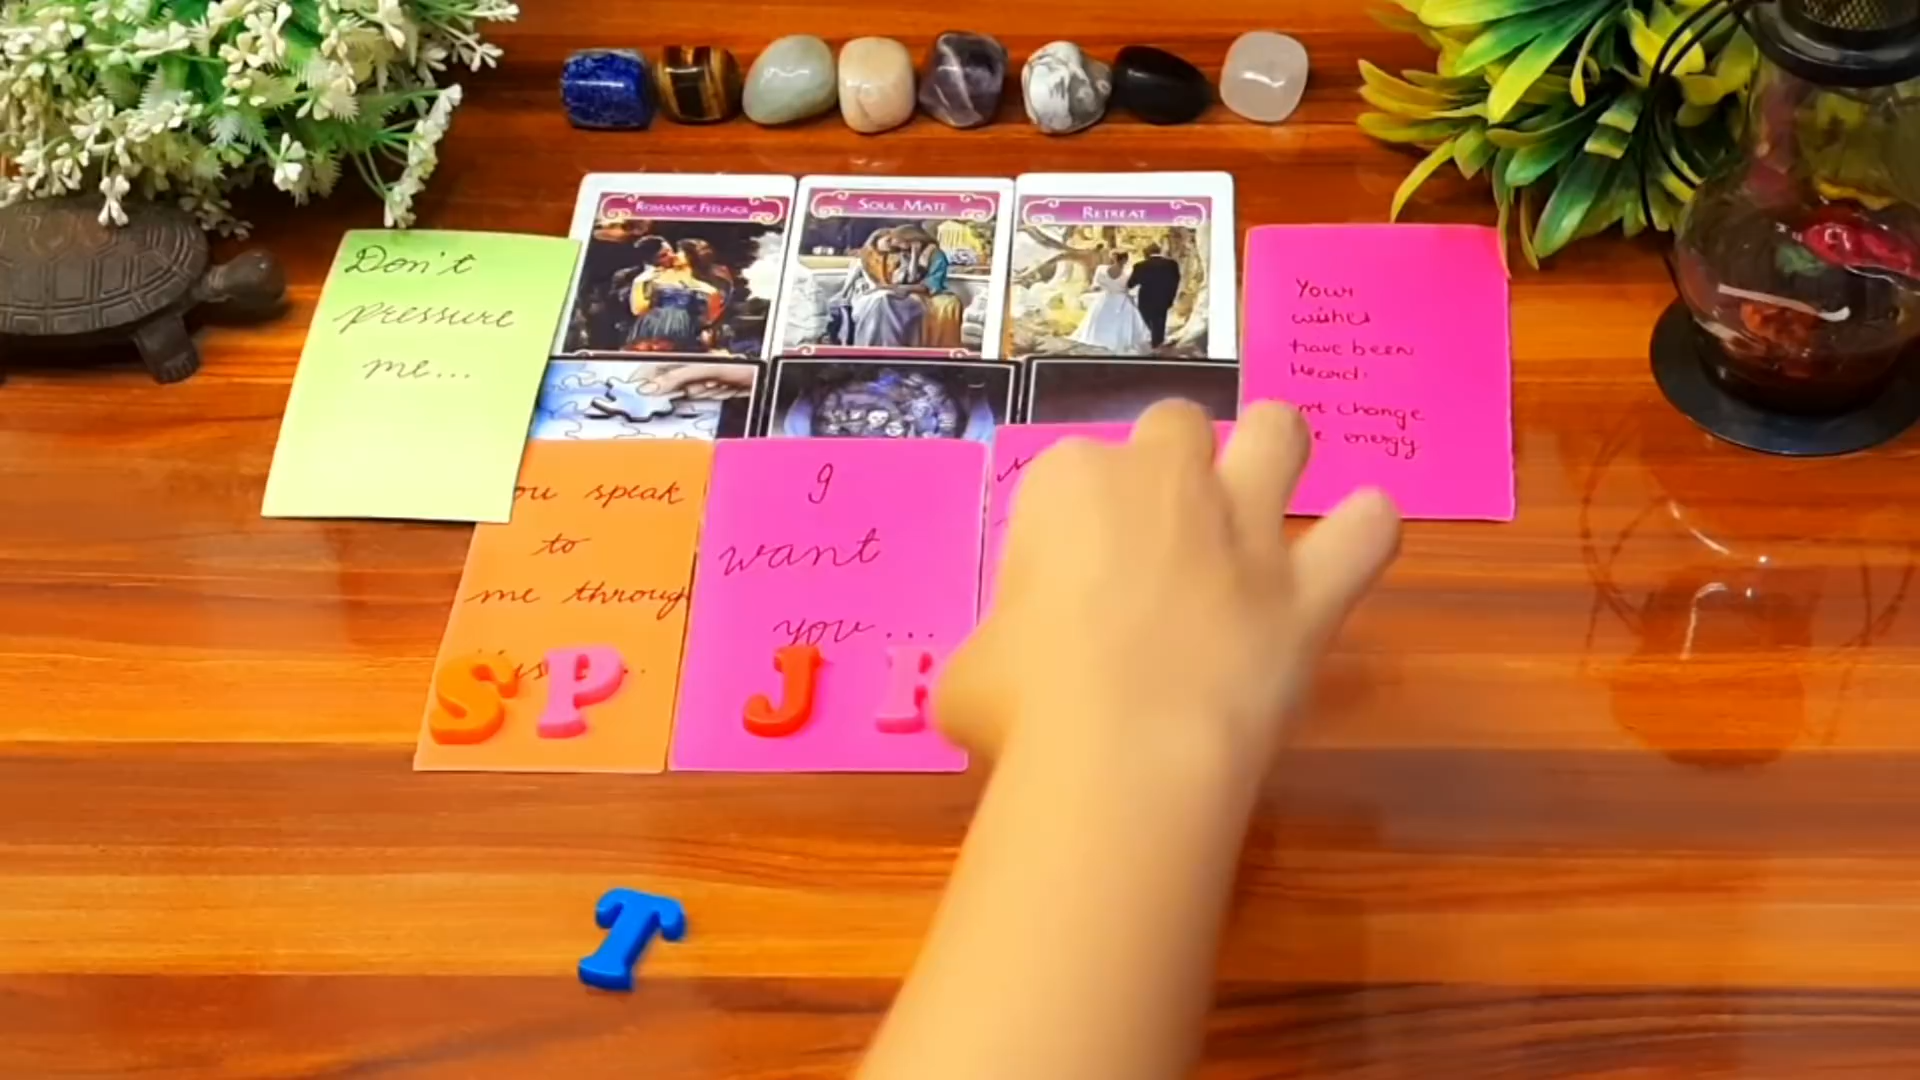 ROMANTIC FEELINGS
SOUL MATE
RETREAT
Don't
pressure
me...
Your
wishes
have been
Heard.
change
energy
speak
to
me
I
want
you...
S P J
T